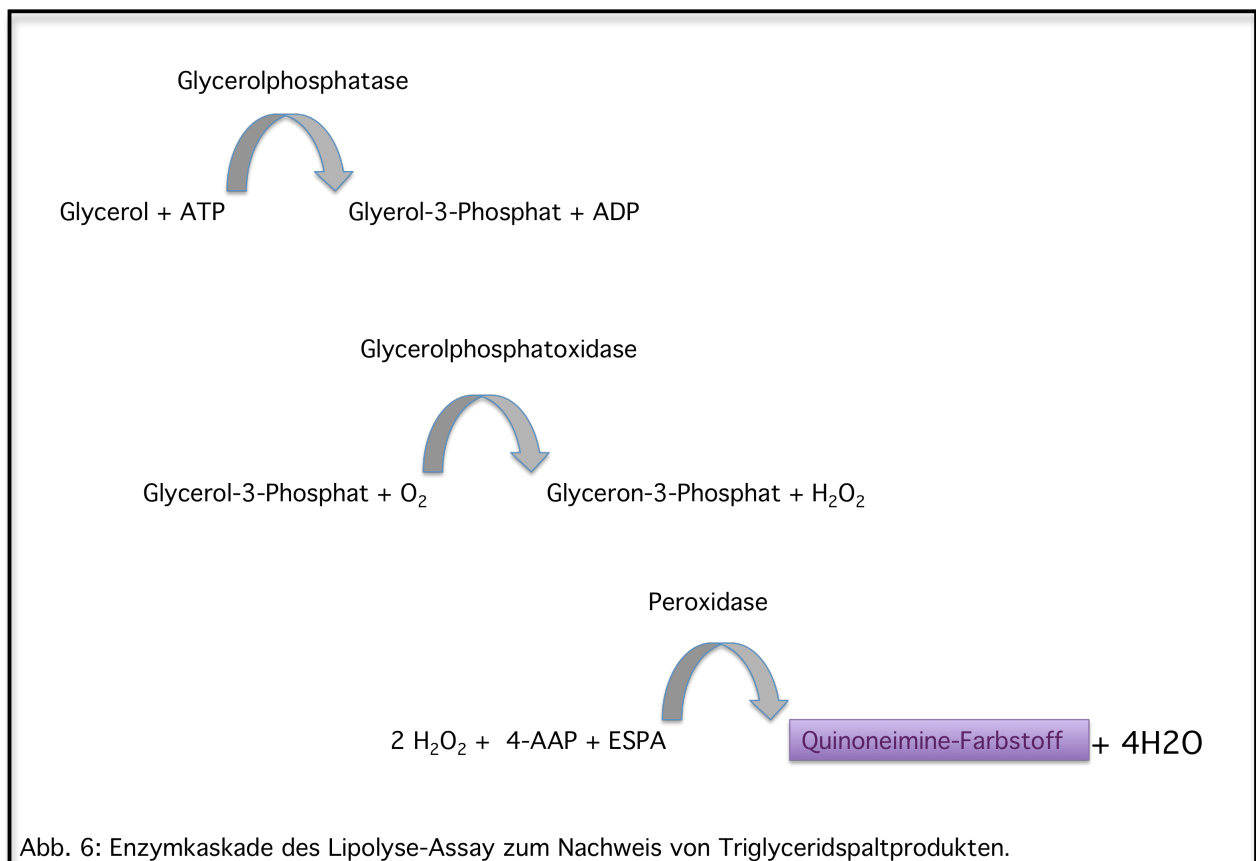 Glycerolphosphatase
Glycerol + ATP Glyerol-3-Phosphat + ADP
Glycerolphosphatoxidase
Glycerol-3-Phosphat + O₂ Glyceron-3-Phosphat + H₂O₂
Peroxidase
2 H₂O₂ + 4-AAP + ESPA Quinoneimine-Farbstoff + 4H2O
Abb. 6: Enzymkaskade des Lipolyse-Assay zum Nachweis von Triglyceridspaltprodukten.